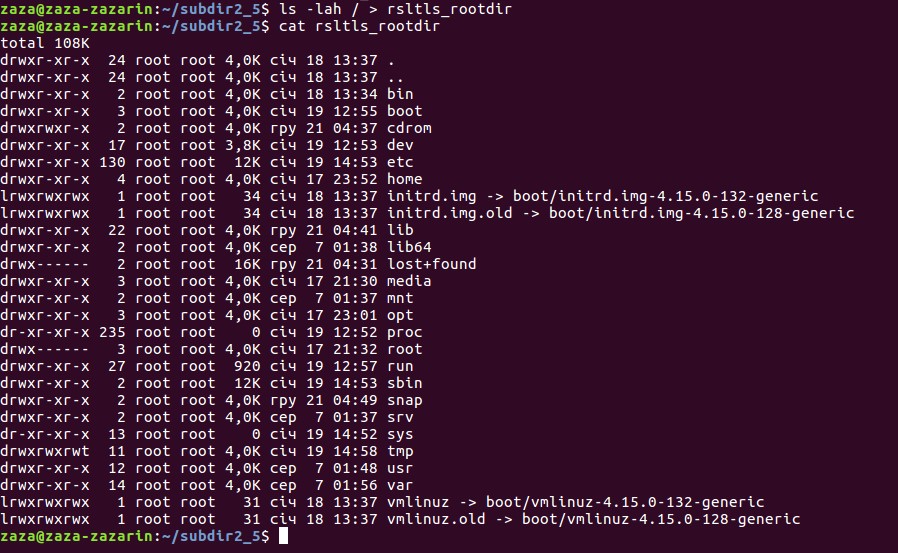 zaza@zaza-zazarin:~/subdir2_5$ ls -lah / > rsltls_rootdir
zaza@zaza-zazarin:~/subdir2_5$ cat rsltls_rootdir
total 108K
drwxr-xr-x  24 root root 4,0K січ 18 13:37 .
drwxr-xr-x  24 root root 4,0K січ 18 13:37 ..
drwxr-xr-x   2 root root 4,0K січ 18 13:34 bin
drwxr-xr-x   3 root root 4,0K січ 19 12:55 boot
drwxrwxr-x   2 root root 4,0K гру 21 04:37 cdrom
drwxr-xr-x  17 root root 3,8K січ 19 12:53 dev
drwxr-xr-x 130 root root  12K січ 19 14:53 etc
drwxr-xr-x   4 root root 4,0K січ 17 23:52 home
lrwxrwxrwx   1 root root   34 січ 18 13:37 initrd.img -> boot/initrd.img-4.15.0-132-generic
lrwxrwxrwx   1 root root   34 січ 18 13:37 initrd.img.old -> boot/initrd.img-4.15.0-128-generic
drwxr-xr-x  22 root root 4,0K гру 21 04:41 lib
drwxr-xr-x   2 root root 4,0K сер  7 01:38 lib64
drwx------   2 root root  16K гру 21 04:31 lost+found
drwxr-xr-x   3 root root 4,0K січ 17 21:30 media
drwxr-xr-x   2 root root 4,0K сер  7 01:37 mnt
drwxr-xr-x   3 root root 4,0K січ 17 23:01 opt
dr-xr-xr-x 235 root root    0 січ 19 12:52 proc
drwx------   3 root root 4,0K січ 17 21:32 root
drwxr-xr-x  27 root root  920 січ 19 12:57 run
drwxr-xr-x   2 root root  12K січ 19 14:53 sbin
drwxr-xr-x   2 root root 4,0K гру 21 04:49 snap
drwxr-xr-x   2 root root 4,0K сер  7 01:37 srv
dr-xr-xr-x  13 root root    0 січ 19 14:52 sys
drwxrwxrwt  11 root root 4,0K січ 19 14:58 tmp
drwxr-xr-x  12 root root 4,0K сер  7 01:48 usr
drwxr-xr-x  14 root root 4,0K сер  7 01:56 var
lrwxrwxrwx   1 root root   31 січ 18 13:37 vmlinuz -> boot/vmlinuz-4.15.0-132-generic
lrwxrwxrwx   1 root root   31 січ 18 13:37 vmlinuz.old -> boot/vmlinuz-4.15.0-128-generic
zaza@zaza-zazarin:~/subdir2_5$